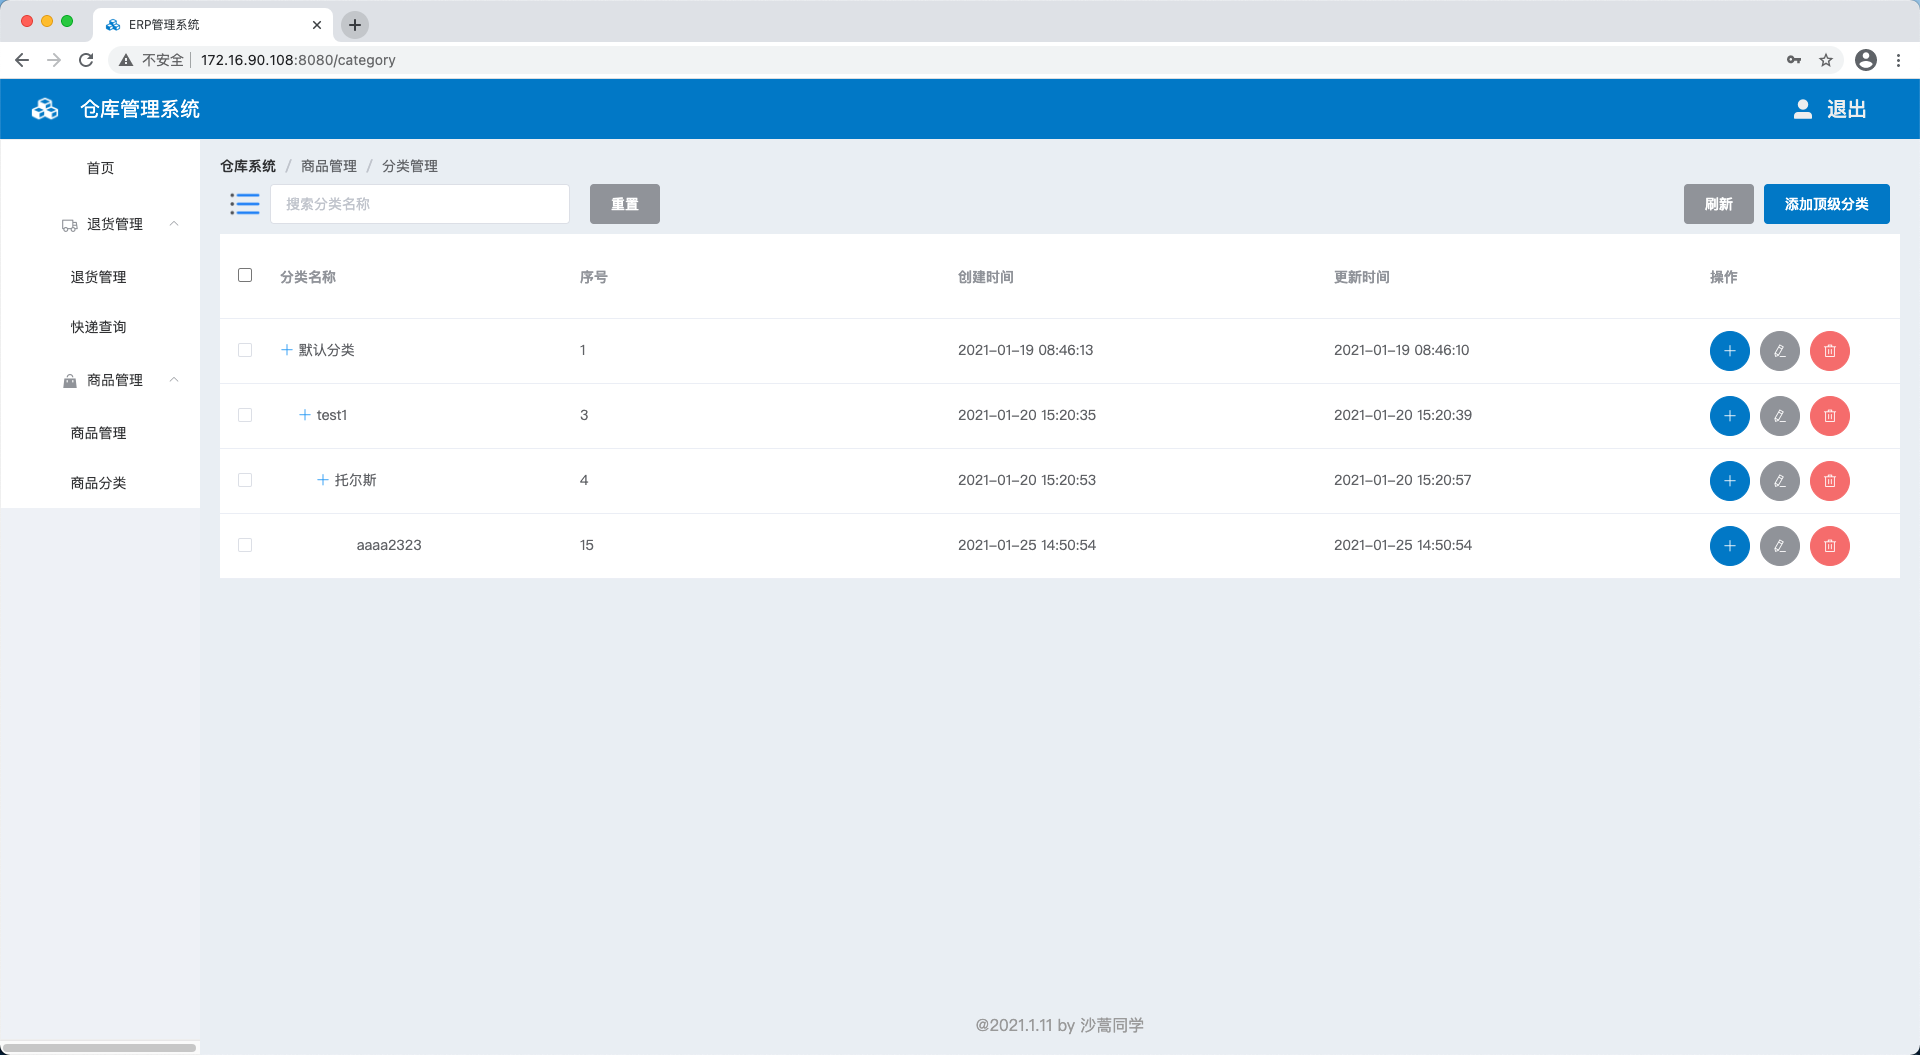 ERP管理系统
不安全 172.16.90.108:8080/category
仓库管理系统
退出
首页
退货管理
退货管理
快递查询
商品管理
商品管理
商品分类
仓库系统 / 商品管理 / 分类管理
搜索分类名称 重置 刷新 添加顶级分类
分类名称 序号 创建时间 更新时间 操作
默认分类 1 2021-01-19 08:46:13 2021-01-19 08:46:10
test1 3 2021-01-20 15:20:35 2021-01-20 15:20:39
托尔斯 4 2021-01-20 15:20:53 2021-01-20 15:20:57
aaaa2323 15 2021-01-25 14:50:54 2021-01-25 14:50:54
@2021.1.11 by 沙蒿同学